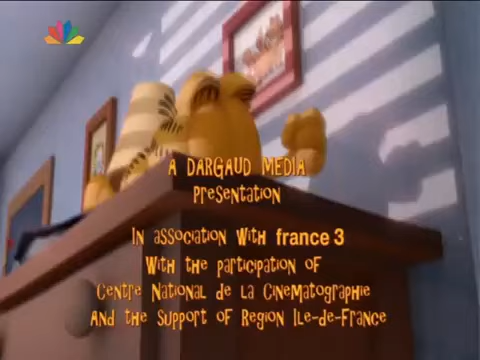 A DARGAUD MEDIA
Presentation
In association with france 3
With the participation of
Centre National de la Cinematographie
And the Support of Region Ile-de-France